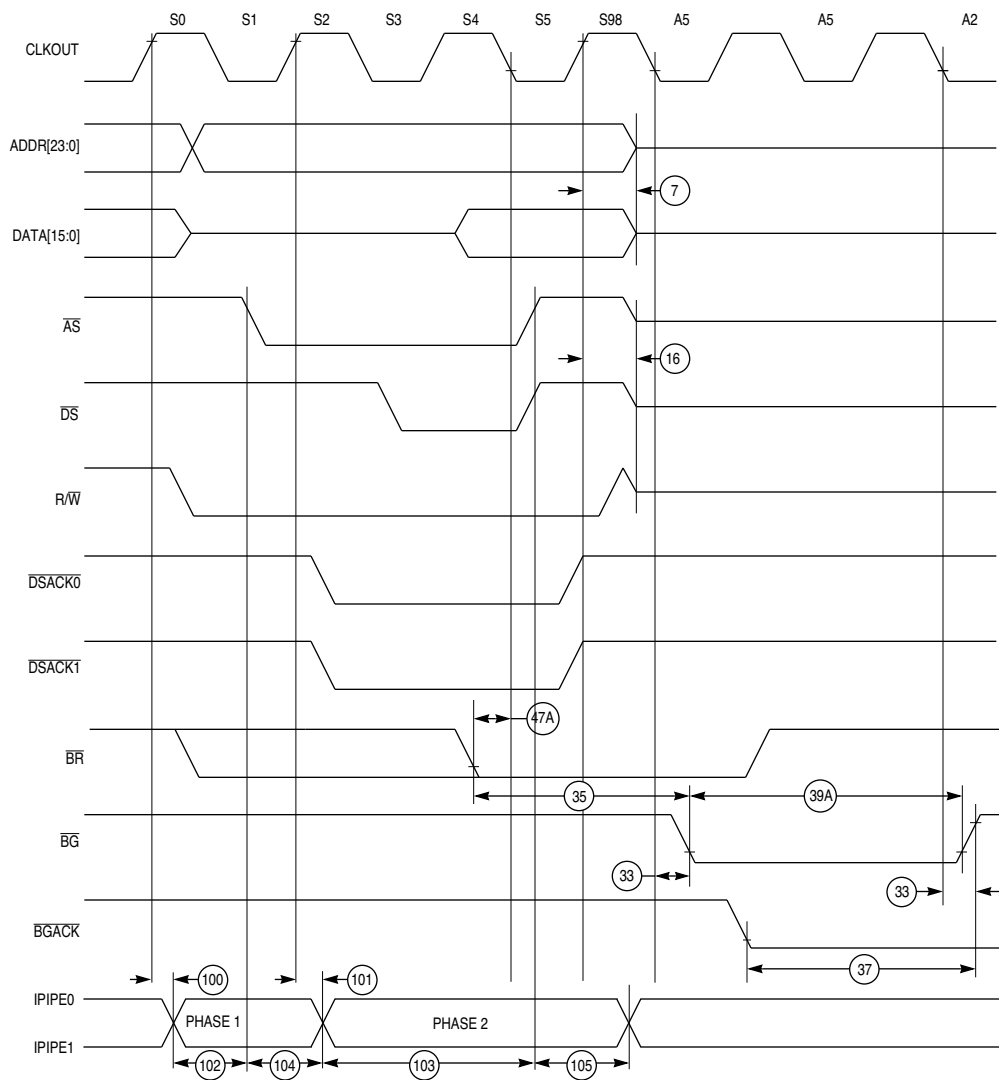 S0 S1 S2 S3 S4 S5 S98 A5 A5 A2
CLKOUT
ADDR[23:0]
7
DATA[15:0]
AS
16
DS
R/W
DSACK0
DSACK1
47A
BR
35 39A
BG
33 33
BGACK
37
100 101
IPIPE0
PHASE 1 PHASE 2
IPIPE1
102 104 103 105